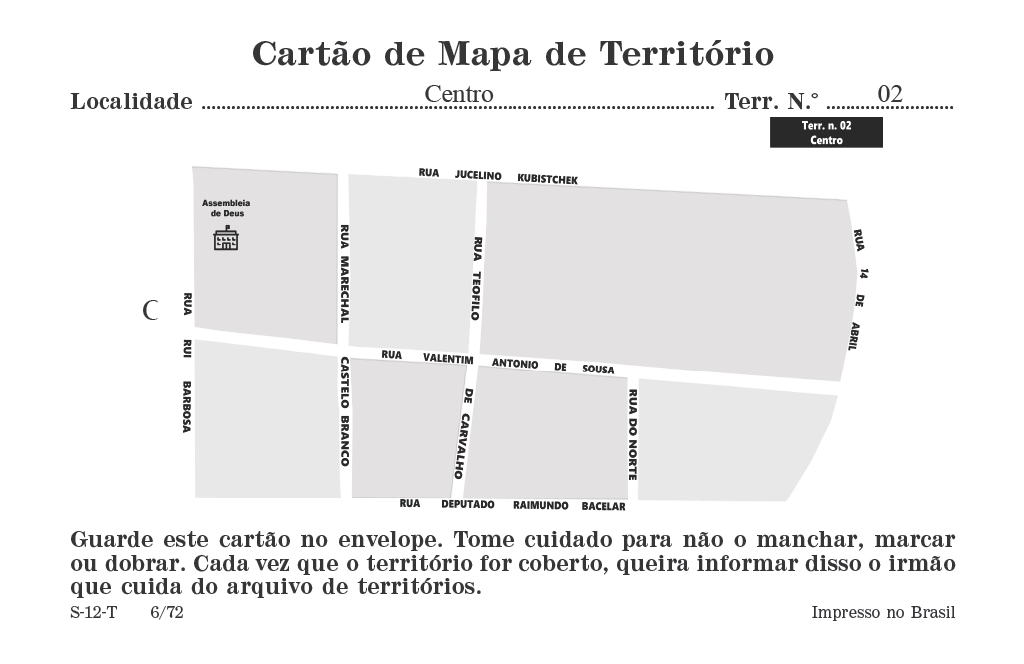 Cartão de Mapa de Território
Localidade Centro Terr. N.° 02
Terr. n. 02
Centro
RUA JUCELINO KUBISTCHEK
Assembleia
de Deus
RUA MARECHAL CASTELO BRANCO
RUA TEOFILO DE CARVALHO
RUA 14 DE ABRIL
C
RUA RUI BARBOSA
RUA VALENTIM ANTONIO DE SOUSA
RUA DO NORTE
RUA DEPUTADO RAIMUNDO BACELAR
Guarde este cartão no envelope. Tome cuidado para não o manchar, marcar
ou dobrar. Cada vez que o território for coberto, queira informar disso o irmão
que cuida do arquivo de territórios.
S-12-T 6/72 Impresso no Brasil